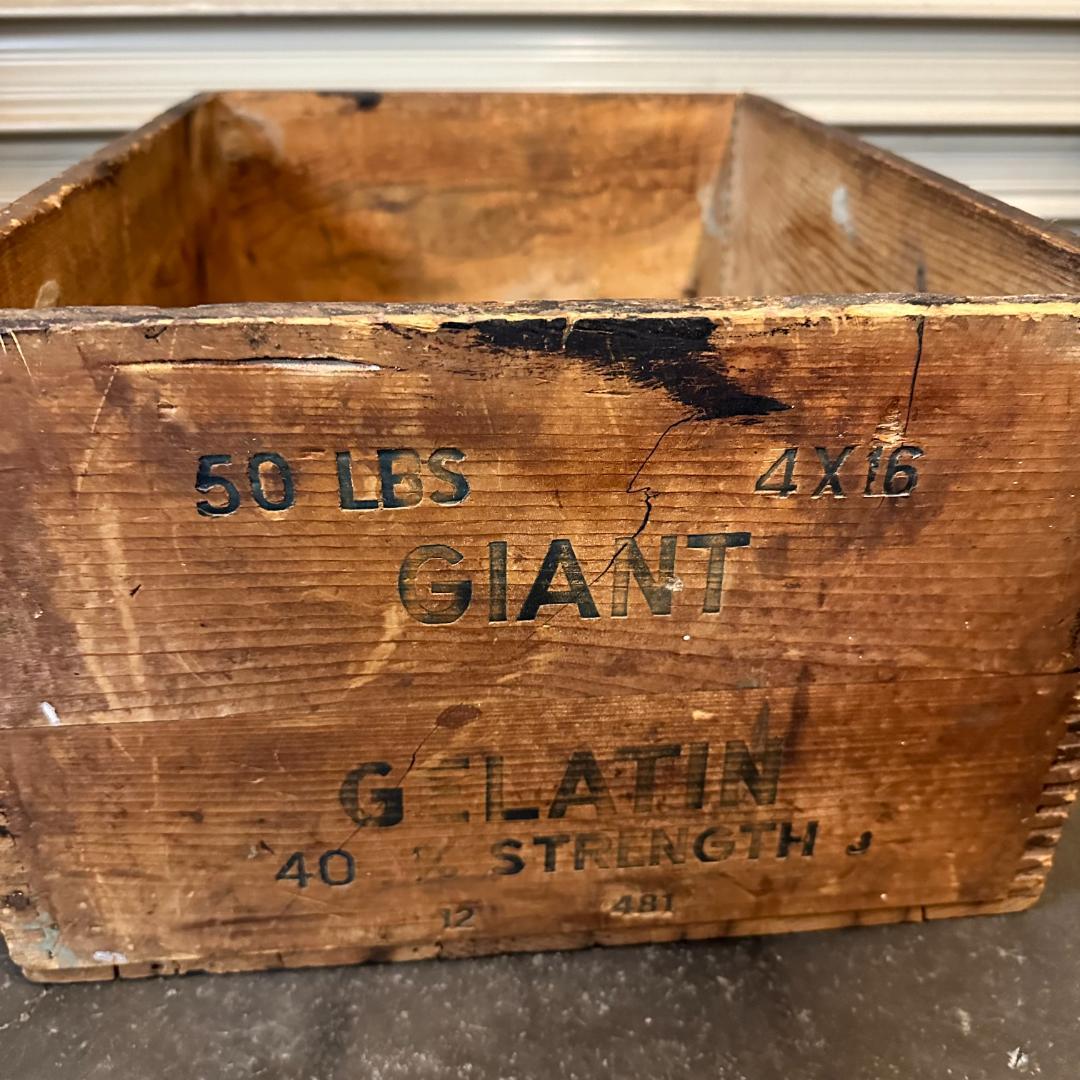 50 LBS 4X16
GIANT
GELATIN
40 % STRENGTH J
12 481